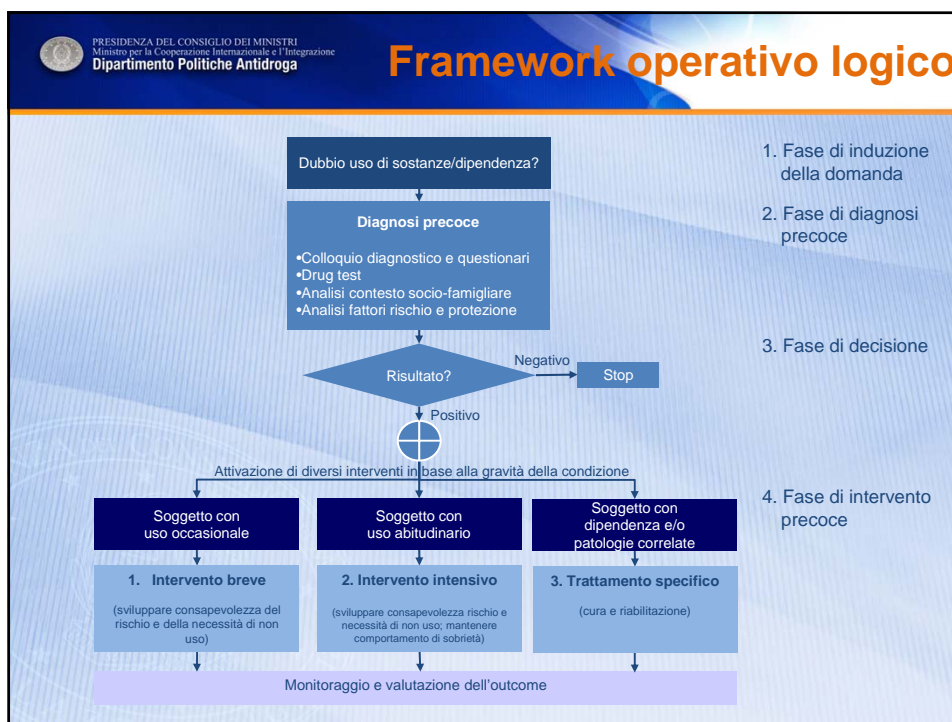 PRESIDENZA DEL CONSIGLIO DEI MINISTRI
Ministro per la Cooperazione Internazionale e l'Integrazione
Dipartimento Politiche Antidroga
Framework operativo logico
Dubbio uso di sostanze/dipendenza?
1. Fase di induzione
della domanda
Diagnosi precoce
•Colloquio diagnostico e questionari
•Drug test
•Analisi contesto socio-famigliare
•Analisi fattori rischio e protezione
2. Fase di diagnosi
precoce
Risultato?
Negativo
Stop
3. Fase di decisione
Positivo
Attivazione di diversi interventi in base alla gravità della condizione
4. Fase di intervento
precoce
Soggetto con
uso occasionale
Soggetto con
uso abitudinario
Soggetto con
dipendenza e/o
patologie correlate
1. Intervento breve
(sviluppare consapevolezza del
rischio e della necessità di non
uso)
2. Intervento intensivo
(sviluppare consapevolezza rischio e
necessità di non uso; mantenere
comportamento di sobrietà)
3. Trattamento specifico
(cura e riabilitazione)
Monitoraggio e valutazione dell'outcome